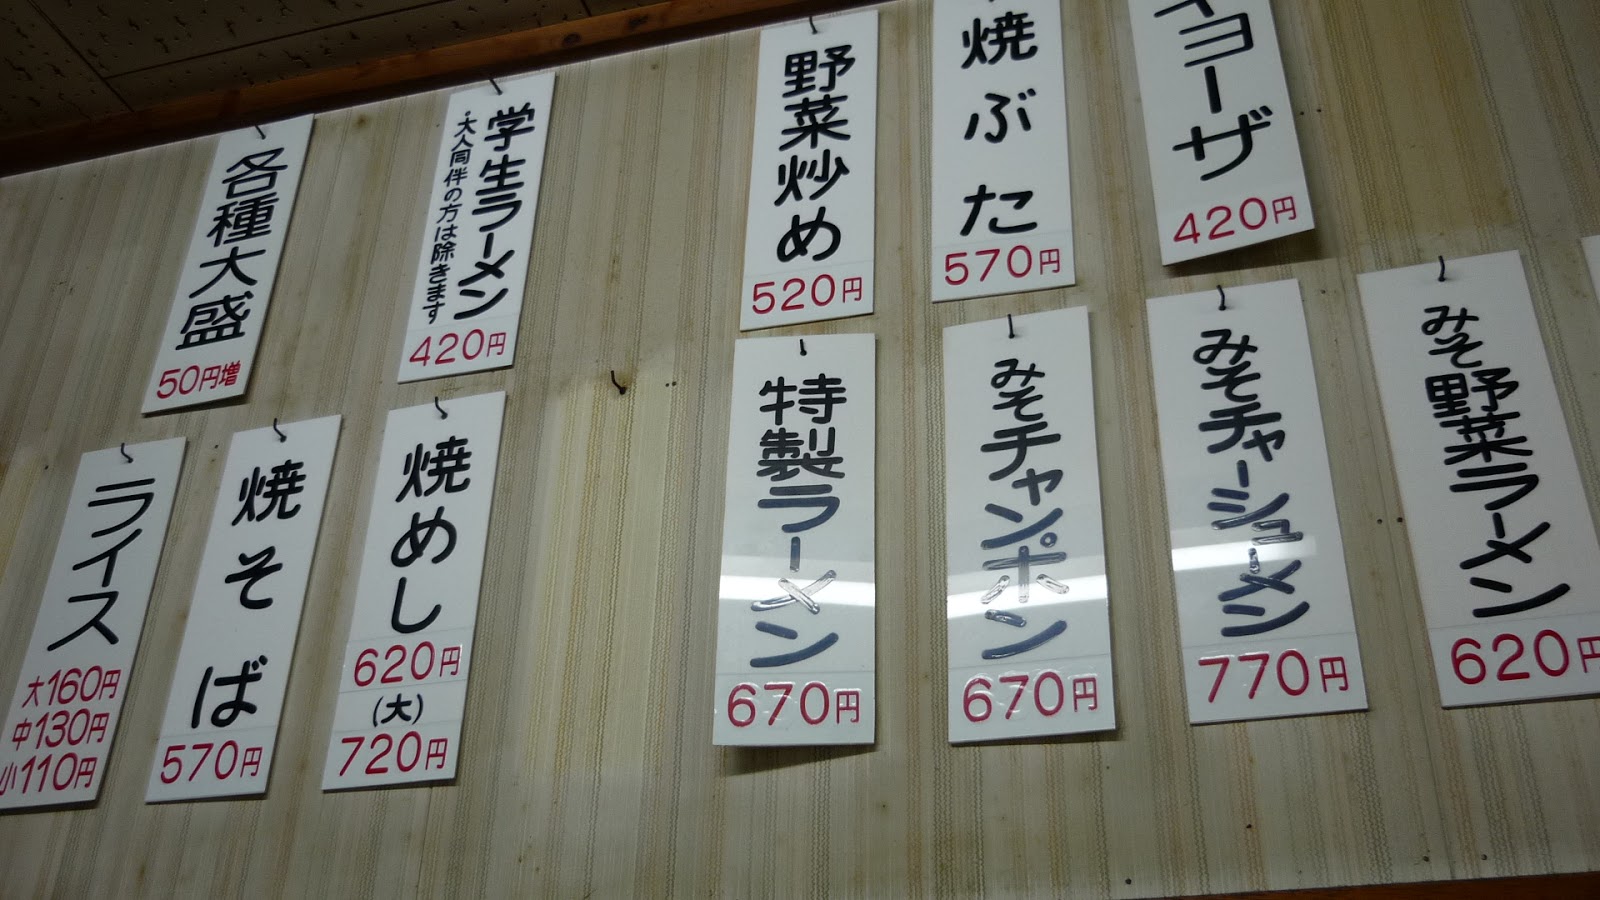 イヨーザ
420円
焼ぶた
570円
野菜炒め
520円
学生ラーメン
・大人同伴の方は除きます
420円
各種大盛
50円増
みそ野菜ラーメン
620円
みそチャーシューメン
770円
みそチャンポン
670円
特製ラーメン
670円
焼めし
620円
(大)
720円
焼そば
570円
ライス
大160円
中130円
小110円